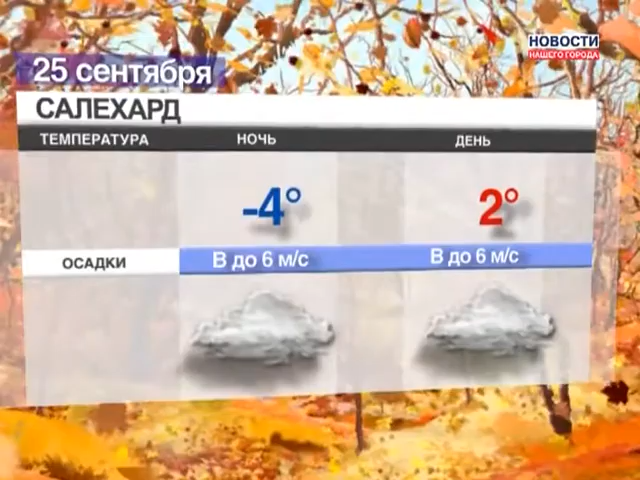 НОВОСТИ
НАШЕГО ГОРОДА
25 сентября
САЛЕХАРД
ТЕМПЕРАТУРА НОЧЬ ДЕНЬ
-4° 2°
ОСАДКИ В до 6 м/с В до 6 м/с